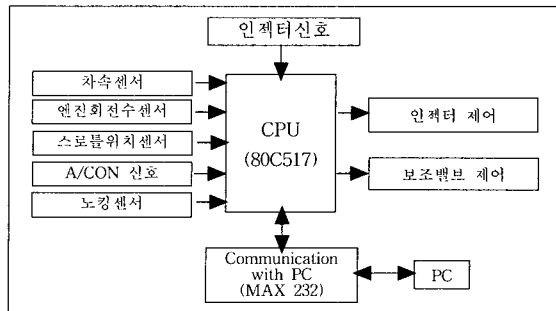 인젝터신호
차속센서
엔진회전수센서
스로틀위치센서
A/CON 신호
노킹센서
CPU
(80C517)
인젝터 제어
보조밸브 제어
Communication
with PC
(MAX 232)
PC